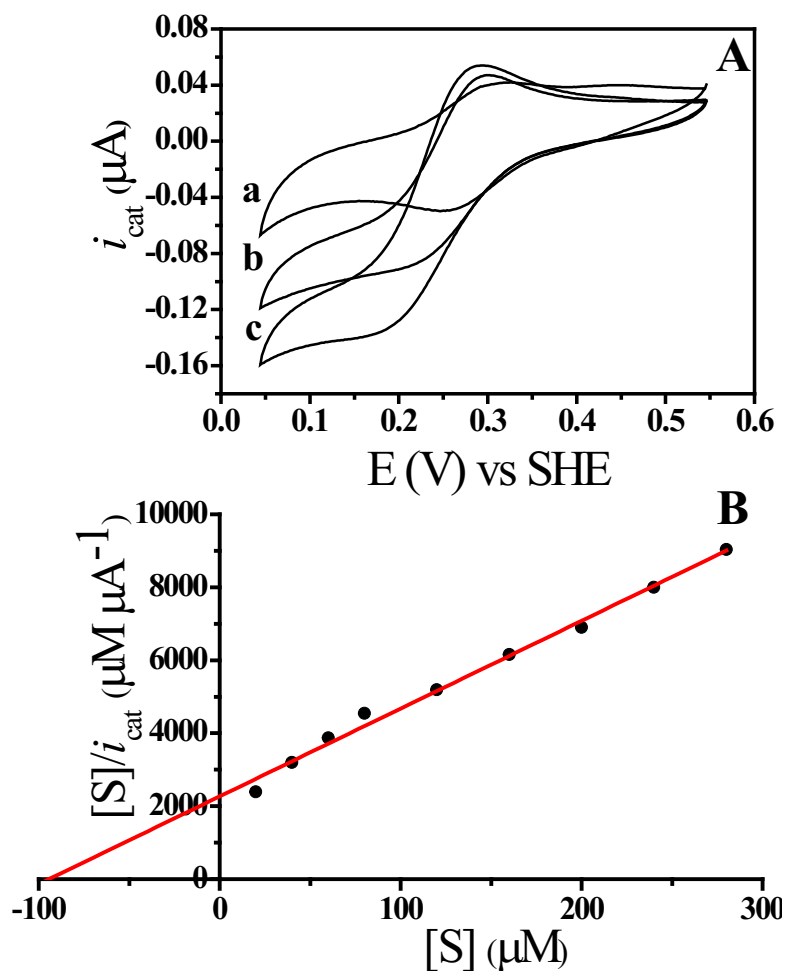 A
0.08
0.04
0.00
-0.04
-0.08
-0.12
-0.16
i cat (μA)
a
b
c
0.0 0.1 0.2 0.3 0.4 0.5 0.6
E (V) vs SHE
B
10000
8000
6000
4000
2000
0
[S]/i cat (μM μA-1)
-100 0 100 200 300
[S] (μM)